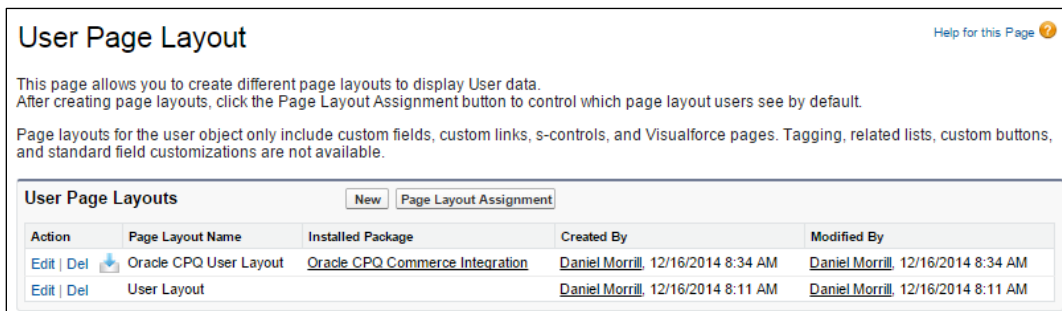 User Page Layout
Help for this Page
This page allows you to create different page layouts to display User data.
After creating page layouts, click the Page Layout Assignment button to control which page layout users see by default.
Page layouts for the user object only include custom fields, custom links, s-controls, and Visualforce pages. Tagging, related lists, custom buttons,
and standard field customizations are not available.
User Page Layouts New Page Layout Assignment
Action Page Layout Name Installed Package Created By Modified By
Edit | Del Oracle CPQ User Layout Oracle CPQ Commerce Integration Daniel Morrill, 12/16/2014 8:34 AM Daniel Morrill, 12/16/2014 8:34 AM
Edit | Del User Layout Daniel Morrill, 12/16/2014 8:11 AM Daniel Morrill, 12/16/2014 8:11 AM